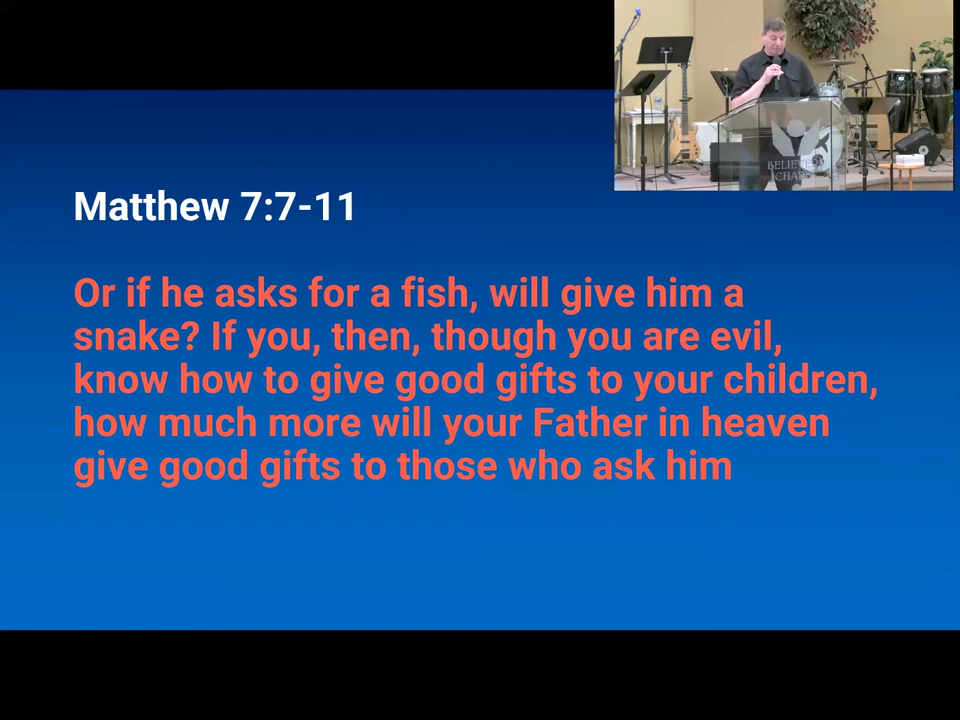 Matthew 7:7-11
Or if he asks for a fish, will give him a
snake? If you, then, though you are evil,
know how to give good gifts to your children,
how much more will your Father in heaven
give good gifts to those who ask him